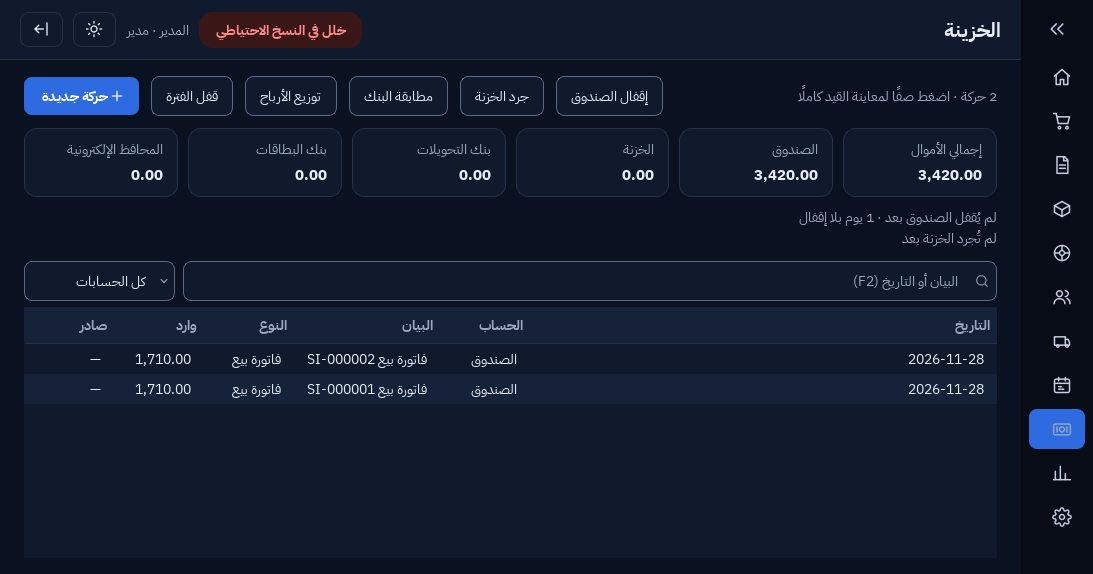 الخزينة
خلل في النسخ الاحتياطي
المدير · مدير
2 حركة · اضغط صفًا لمعاينة القيد كاملًا
إقفال الصندوق
جرد الخزنة
مطابقة البنك
توزيع الأرباح
قفل الفترة
+ حركة جديدة
إجمالي الأموال
3,420.00
الصندوق
3,420.00
الخزنة
0.00
بنك التحويلات
0.00
بنك البطاقات
0.00
المحافظ الإلكترونية
0.00
لم يُقفل الصندوق بعد · 1 يوم بلا إقفال
لم تُجرد الخزنة بعد
البيان أو التاريخ (F2)
كل الحسابات
التاريخ الحساب البيان النوع وارد صادر
2026-11-28 الصندوق فاتورة بيع SI-000002 فاتورة بيع 1,710.00 —
2026-11-28 الصندوق فاتورة بيع SI-000001 فاتورة بيع 1,710.00 —